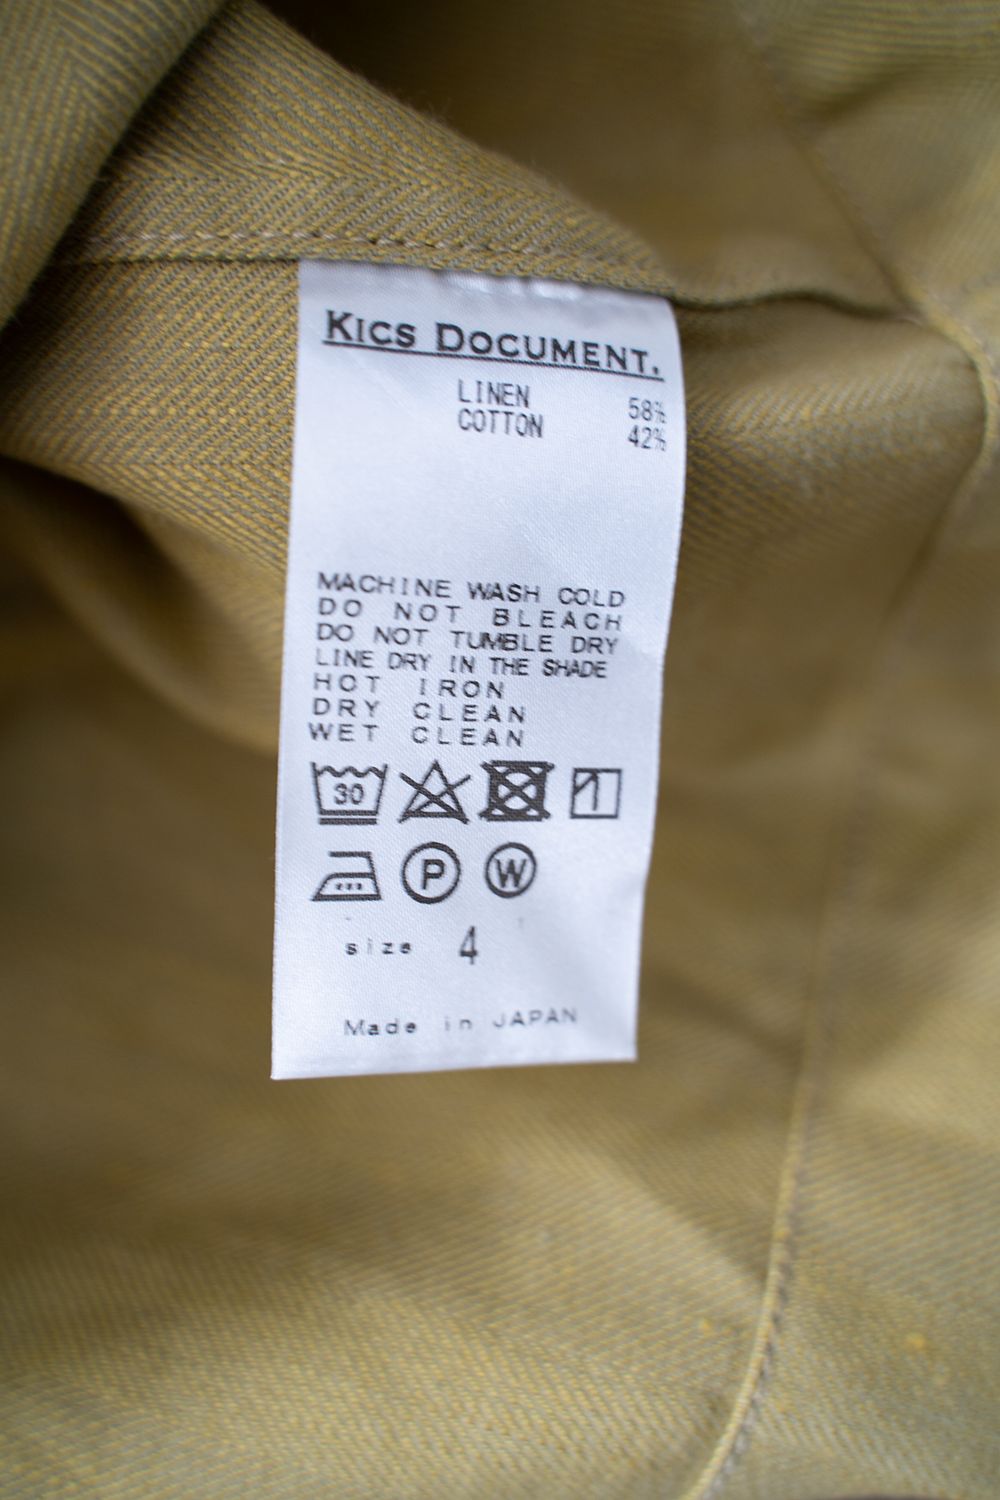 KICS DOCUMENT.
LINEN 58%
COTTON 42%
MACHINE WASH COLD
DO NOT BLEACH
DO NOT TUMBLE DRY
LINE DRY IN THE SHADE
HOT IRON
DRY CLEAN
WET CLEAN
30
P W
size 4
Made in JAPAN